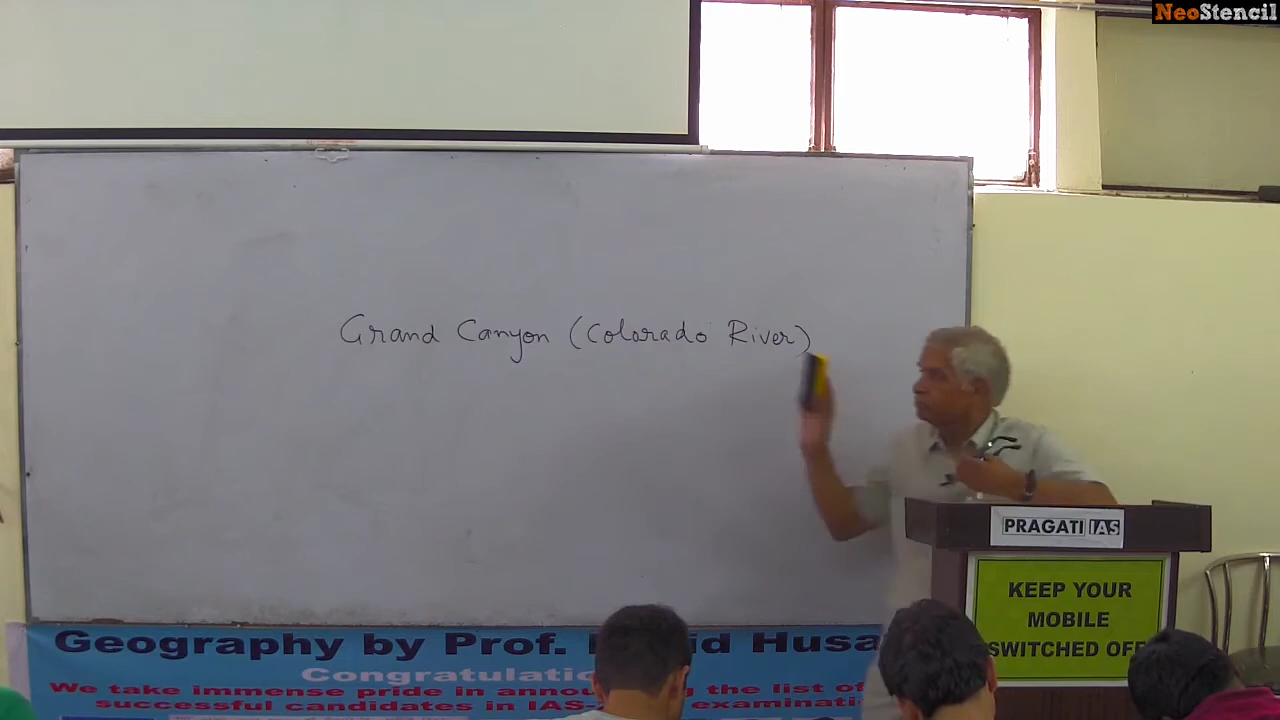 NeoStencil
Grand Canyon (Colorado River)
PRAGATI IAS
KEEP YOUR
MOBILE
SWITCHED OFF
Geography by Prof.
Congratulatio
We take immense pride in the list of
successful candidates in IAS- examinati